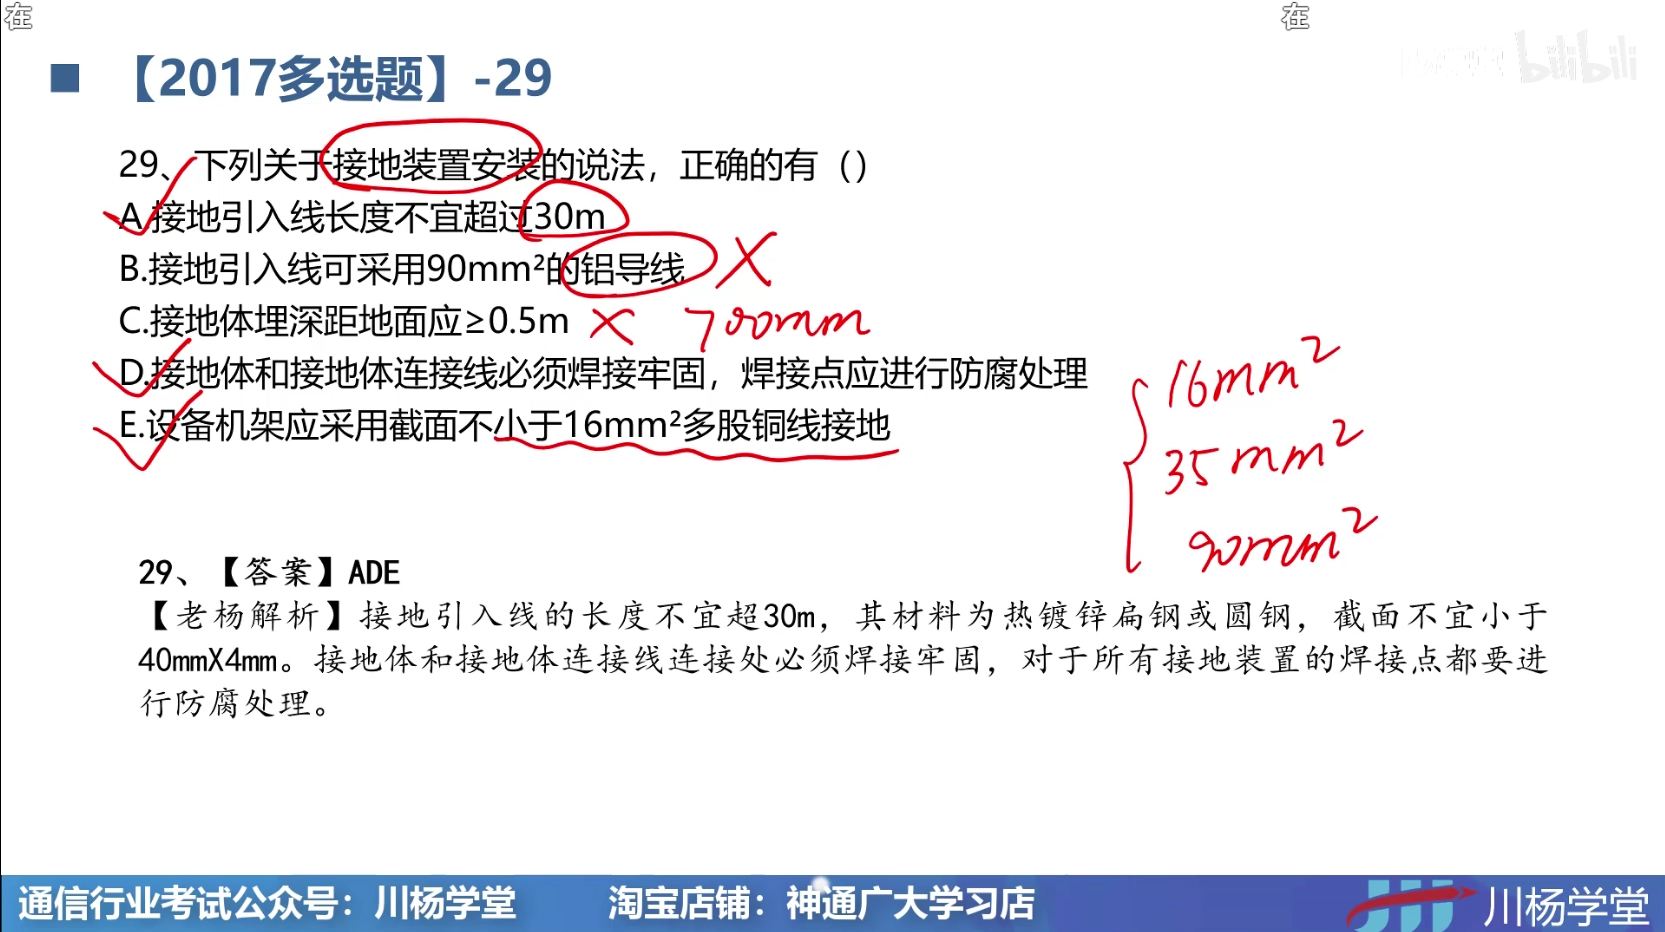 在
在
bilibili
【2017多选题】-29
29、下列关于接地装置安装的说法，正确的有（）
A.接地引入线长度不宜超过30m
B.接地引入线可采用90mm²的铝导线
C.接地体埋深距地面应≥0.5m 700mm
D.接地体和接地体连接线必须焊接牢固，焊接点应进行防腐处理
E.设备机架应采用截面不小于16mm²多股铜线接地
16mm²
35mm²
90mm²
29、【答案】ADE
【老杨解析】接地引入线的长度不宜超30m，其材料为热镀锌扁钢或圆钢，截面不宜小于
40mmX4mm。接地体和接地体连接线连接处必须焊接牢固，对于所有接地装置的焊接点都要进
行防腐处理。
通信行业考试公众号：川杨学堂 淘宝店铺：神通广大学习店
川杨学堂